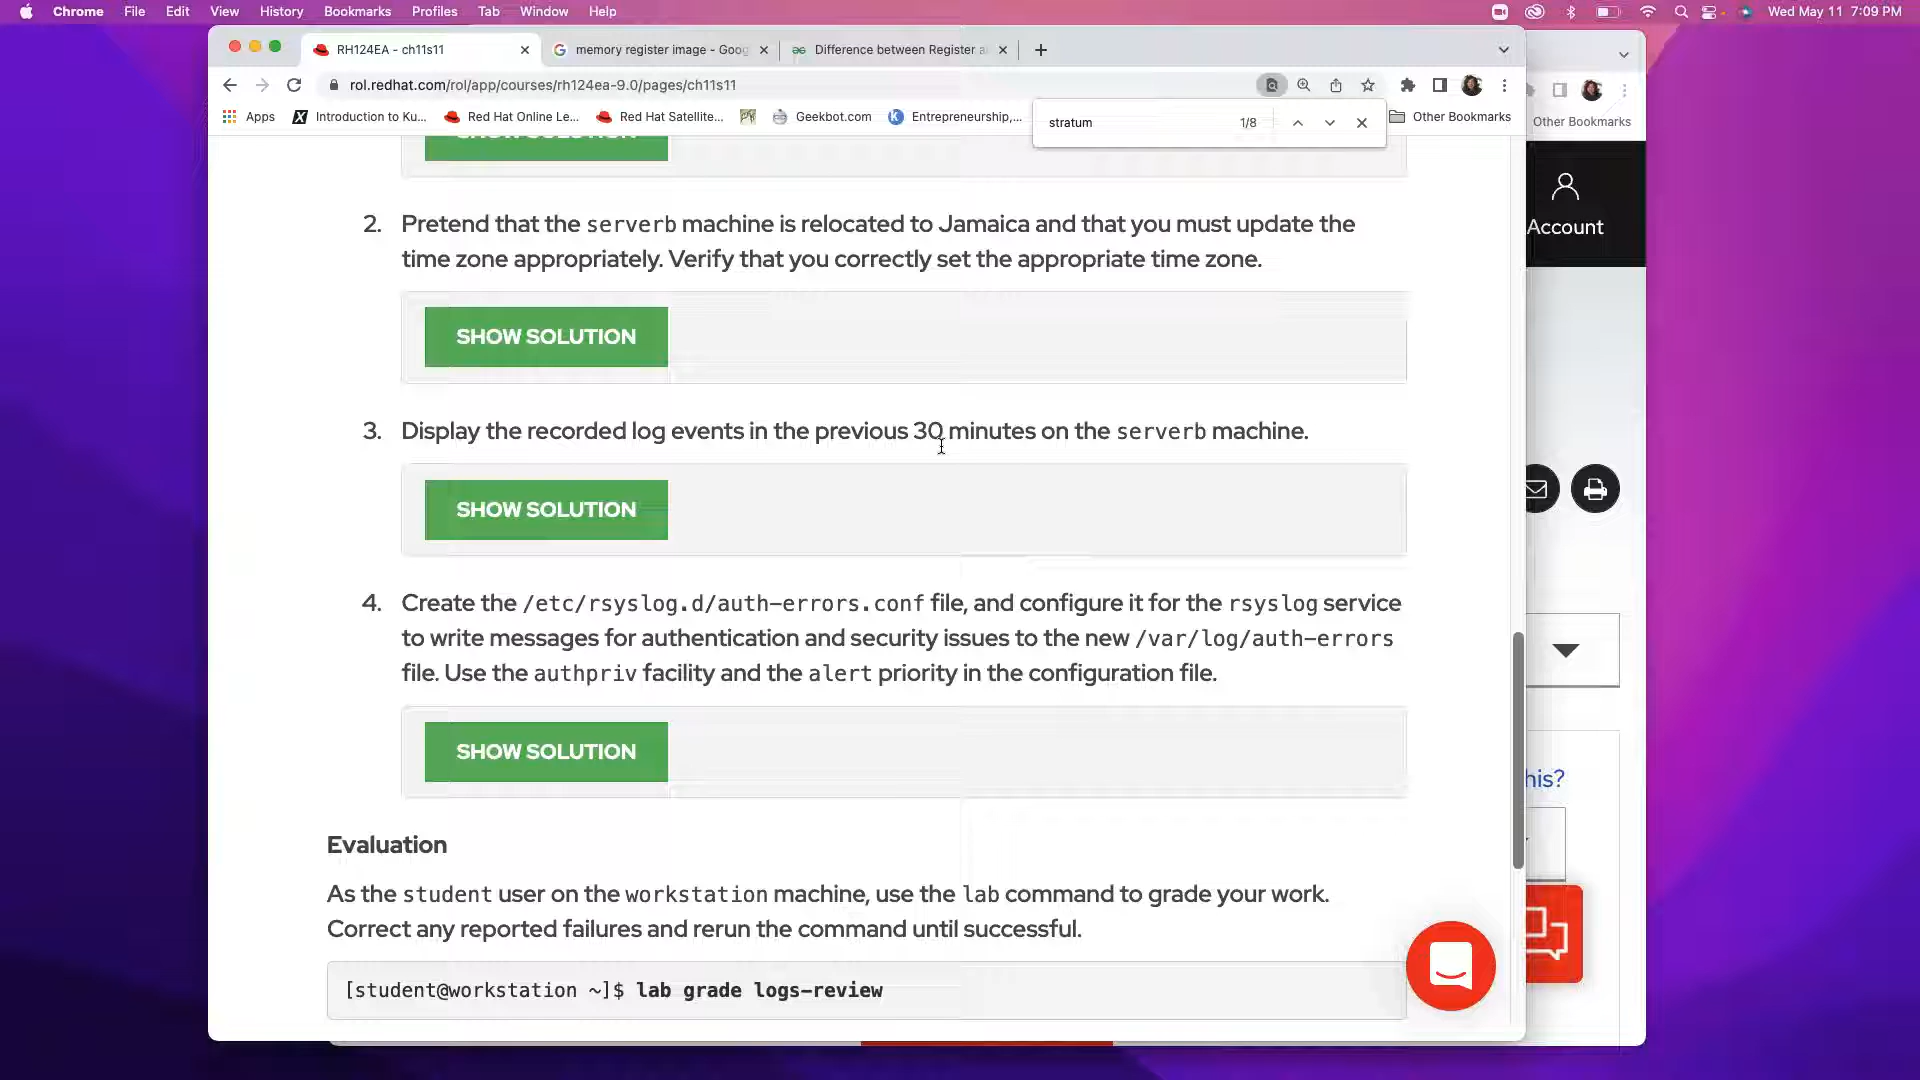 Chrome File Edit View History Bookmarks Profiles Tab Window Help Wed May 11 7:09 PM
RH124EA - ch11s11 memory register image - Goog Difference between Register a
rol.redhat.com/rol/app/courses/rh124ea-9.0/pages/ch11s11
Apps Introduction to Ku... Red Hat Online Le... Red Hat Satellite... Geekbot.com Entrepreneurship,... Other Bookmarks Other Bookmarks
stratum 1/8
Account
2. Pretend that the serverb machine is relocated to Jamaica and that you must update the
time zone appropriately. Verify that you correctly set the appropriate time zone.
SHOW SOLUTION
3. Display the recorded log events in the previous 30 minutes on the serverb machine.
SHOW SOLUTION
4. Create the /etc/rsyslog.d/auth-errors.conf file, and configure it for the rsyslog service
to write messages for authentication and security issues to the new /var/log/auth-errors
file. Use the authpriv facility and the alert priority in the configuration file.
SHOW SOLUTION
his?
Evaluation
As the student user on the workstation machine, use the lab command to grade your work.
Correct any reported failures and rerun the command until successful.
[student@workstation ~]$ lab grade logs-review